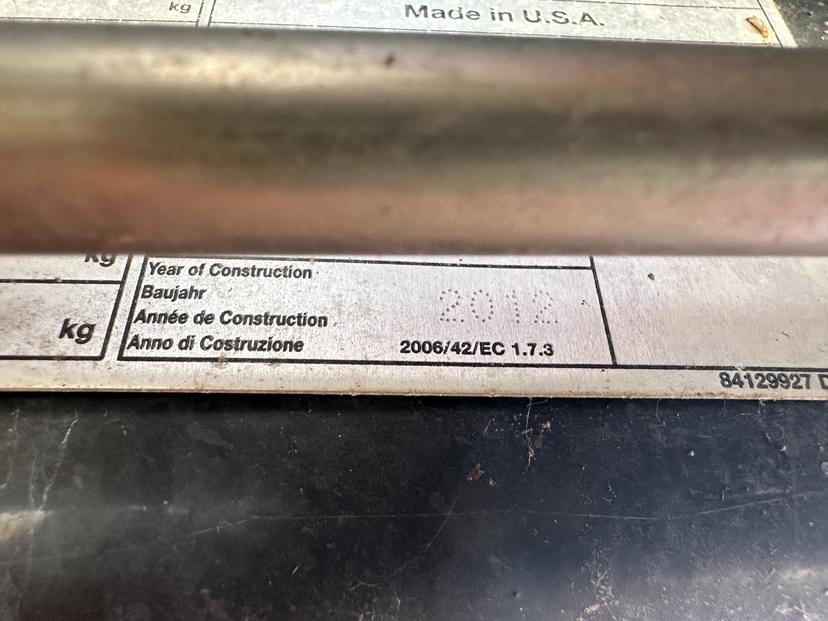 kg
Made in U.S.A.
kg
Year of Construction
Baujahr
2012
Année de Construction
kg
Anno di Costruzione
2006/42/EC 1.7.3
84129927 D